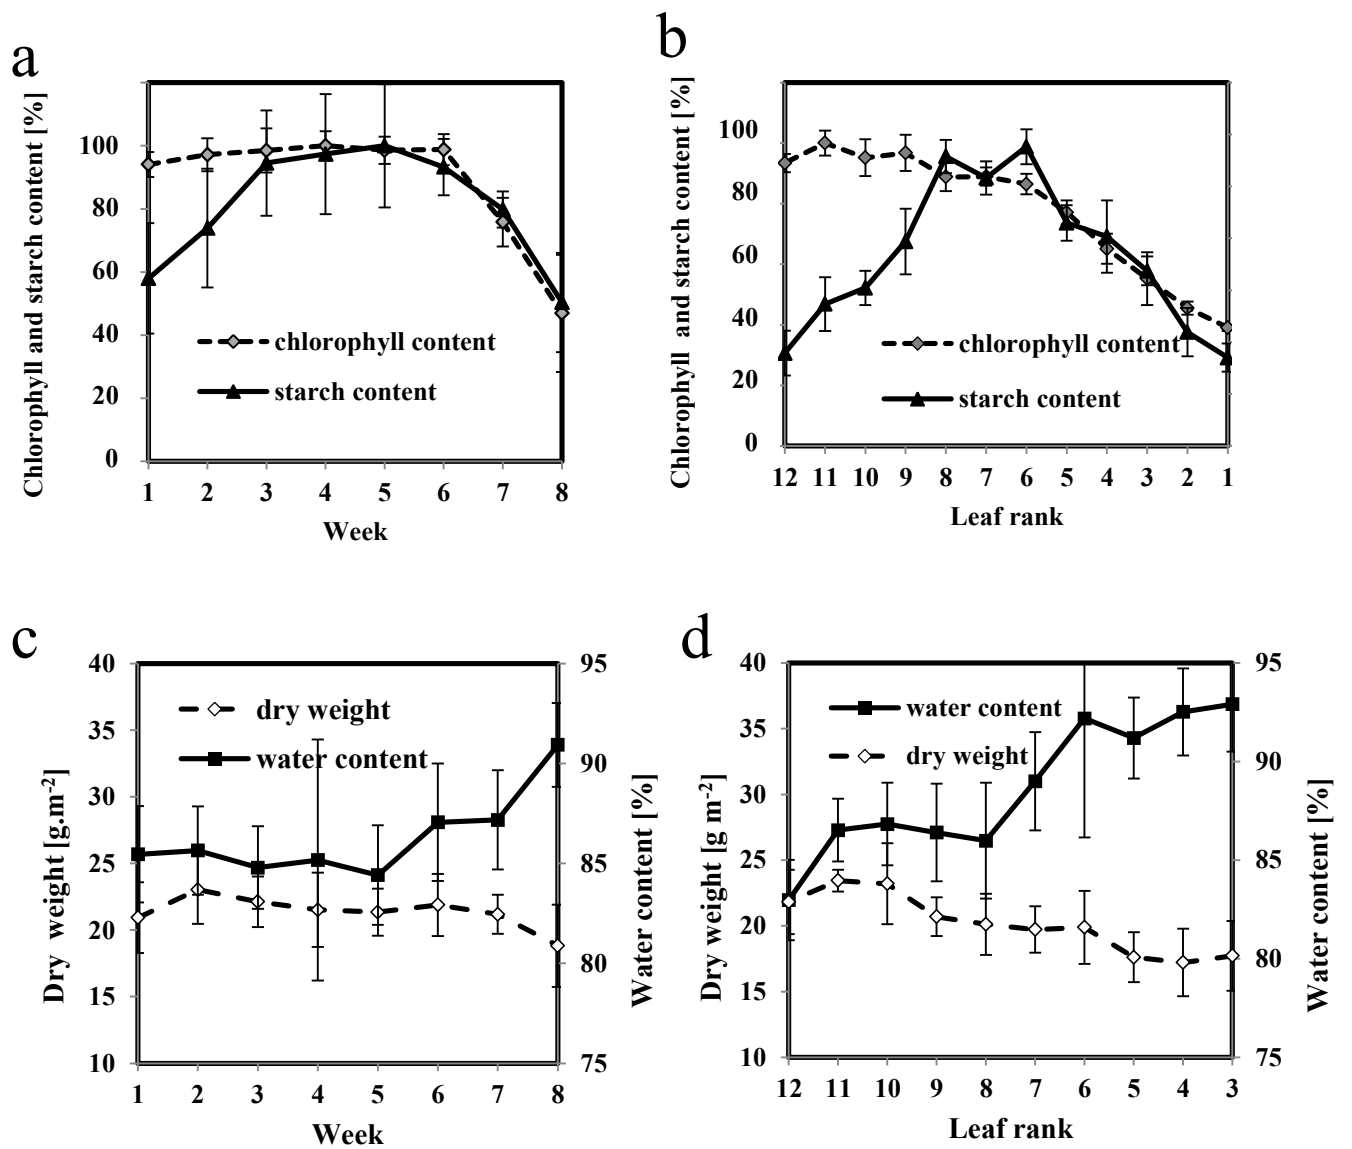 a
Chlorophyll and starch content [%]
100
80
60
40
20
0
chlorophyll content
starch content
1 2 3 4 5 6 7 8
Week
b
Chlorophyll and starch content [%]
100
80
60
40
20
0
chlorophyll content
starch content
12 11 10 9 8 7 6 5 4 3 2 1
Leaf rank
c
Dry weight [g.m-2]
40
35
30
25
20
15
10
dry weight
water content
95
90
85
80
75
Water content [%]
1 2 3 4 5 6 7 8
Week
d
Dry weight [g m-2]
40
35
30
25
20
15
10
water content
dry weight
95
90
85
80
75
Water content [%]
12 11 10 9 8 7 6 5 4 3
Leaf rank